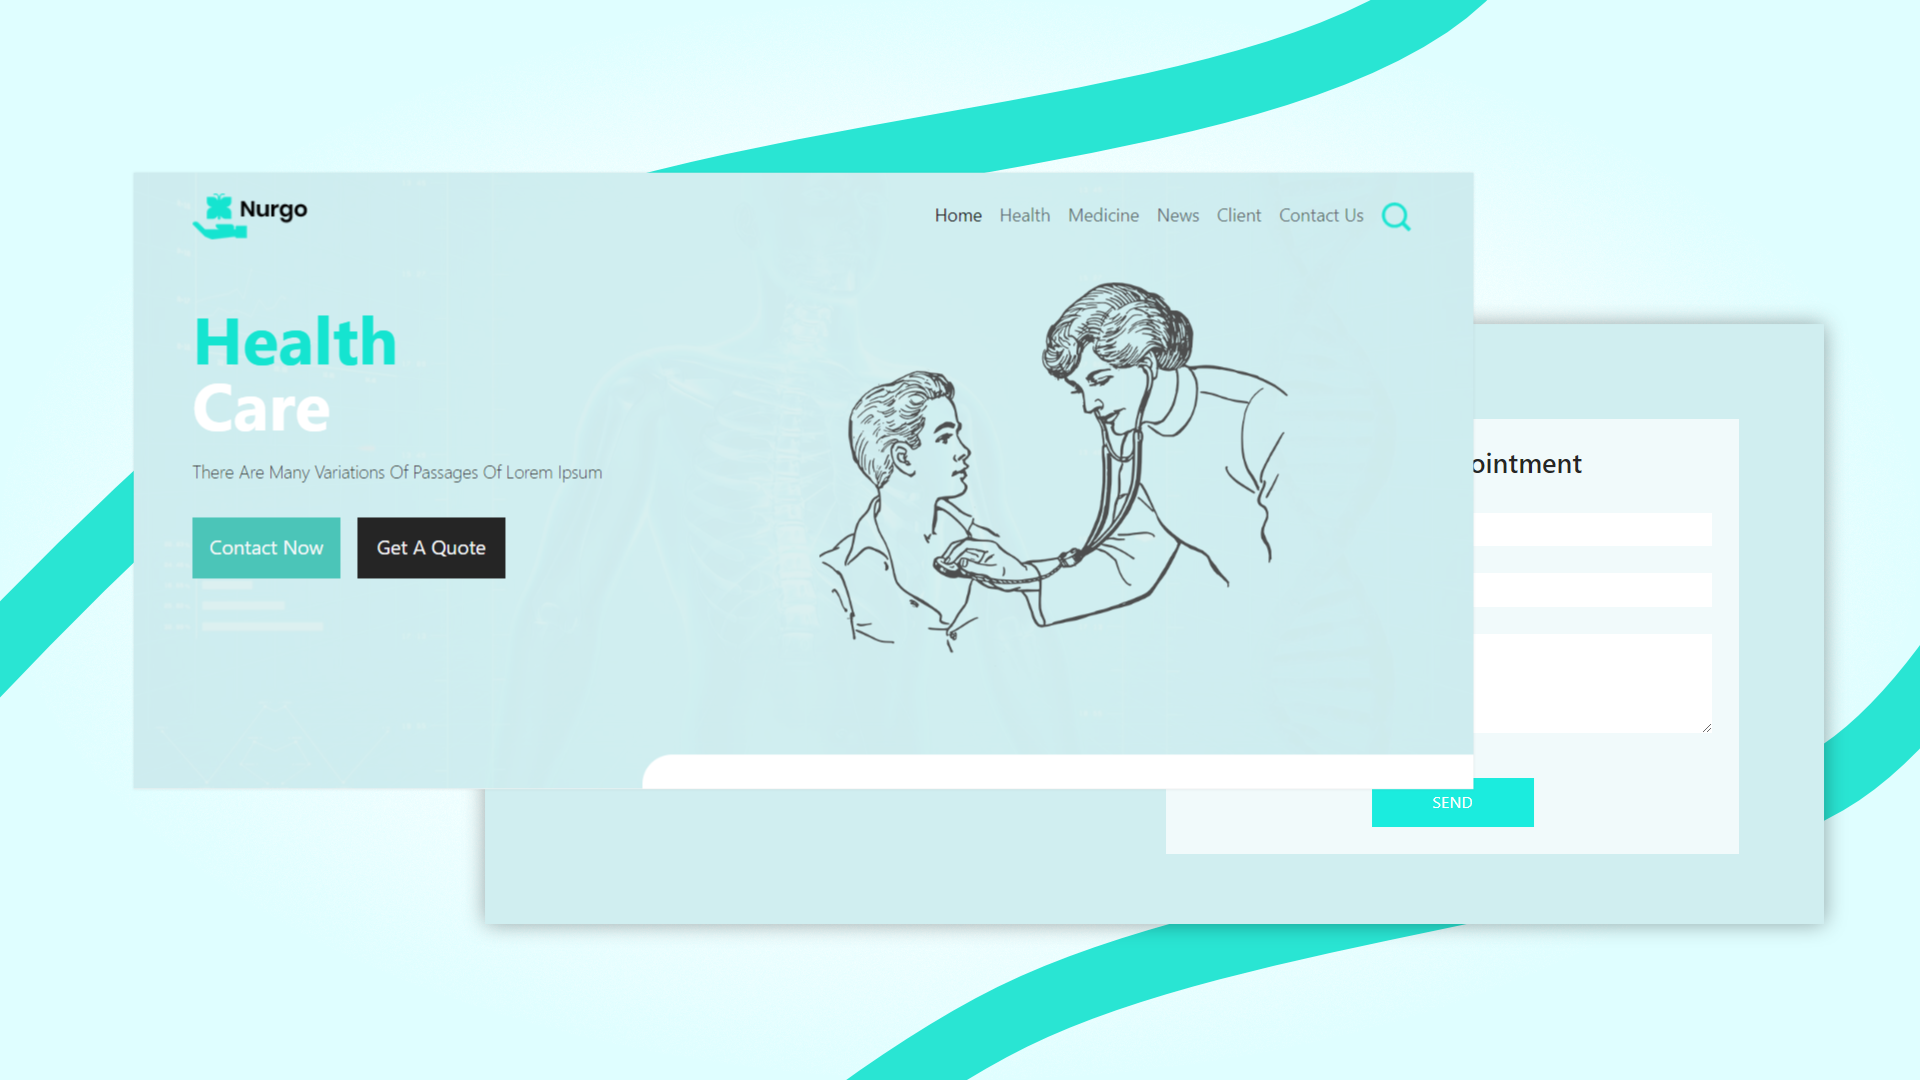 Nurgo
Home Health Medicine News Client Contact Us
Health
Care
There Are Many Variations Of Passages Of Lorem Ipsum
Contact Now
Get A Quote
ointment
SEND